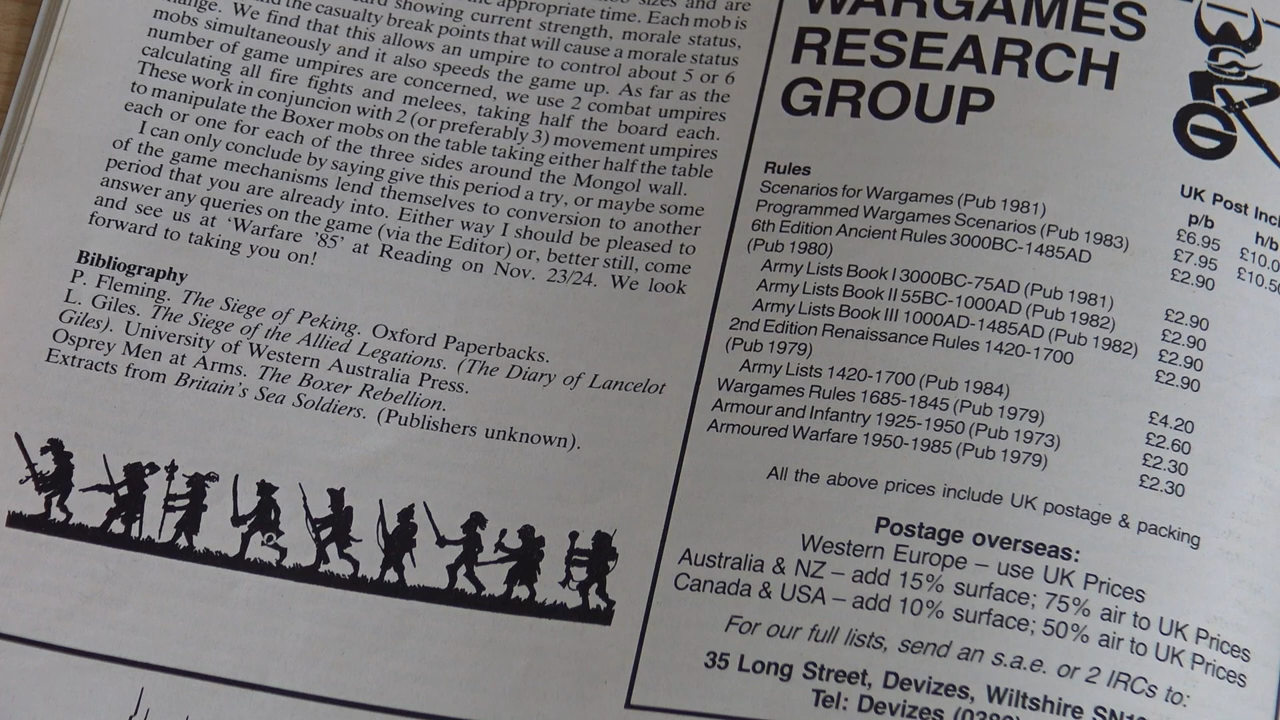 sizes and are
appropriate time. Each mob is
showing current strength, morale status,
the casualty break points that will cause a morale status
change. We find that this allows an umpire to control about 5 or 6
mobs simultaneously and it also speeds the game up. As far as the
number of game umpires are concerned, we use 2 combat umpires
calculating all fire fights and melees, taking half the board each.
These work in conjuncion with 2 (or preferably 3) movement umpires
to manipulate the Boxer mobs on the table taking either half the table
each or one for each of the three sides around the Mongol wall.
I can only conclude by saying give this period a try, or maybe some
of the game mechanisms lend themselves to conversion to another
period that you are already into. Either way I should be pleased to
answer any queries on the game (via the Editor) or, better still, come
and see us at 'Warfare '85' at Reading on Nov. 23/24. We look
forward to taking you on!
Bibliography
P. Fleming. The Siege of Peking. Oxford Paperbacks.
L. Giles. The Siege of the Allied Legations. (The Diary of Lancelot
Giles). University of Western Australia Press.
Osprey Men at Arms. The Boxer Rebellion.
Extracts from Britain's Sea Soldiers. (Publishers unknown).
WARGAMES
RESEARCH
GROUP
UK Post Inc
Rules p/b h/b
Scenarios for Wargames (Pub 1981) £6.95 £10.0
Programmed Wargames Scenarios (Pub 1983) £7.95 £10.50
6th Edition Ancient Rules 3000BC-1485AD
(Pub 1980) £2.90
Army Lists Book I 3000BC-75AD (Pub 1981) £2.90
Army Lists Book II 55BC-1000AD (Pub 1982) £2.90
Army Lists Book III 1000AD-1485AD (Pub 1982) £2.90
2nd Edition Renaissance Rules 1420-1700
(Pub 1979) £2.90
Army Lists 1420-1700 (Pub 1984) £4.20
Wargames Rules 1685-1845 (Pub 1979) £2.60
Armour and Infantry 1925-1950 (Pub 1973) £2.30
Armoured Warfare 1950-1985 (Pub 1979) £2.30
All the above prices include UK postage & packing
Postage overseas:
Western Europe – use UK Prices
Australia & NZ – add 15% surface; 75% air to UK Prices
Canada & USA – add 10% surface; 50% air to UK Prices
For our full lists, send an s.a.e. or 2 IRCs to:
35 Long Street, Devizes, Wiltshire
Tel: Devizes